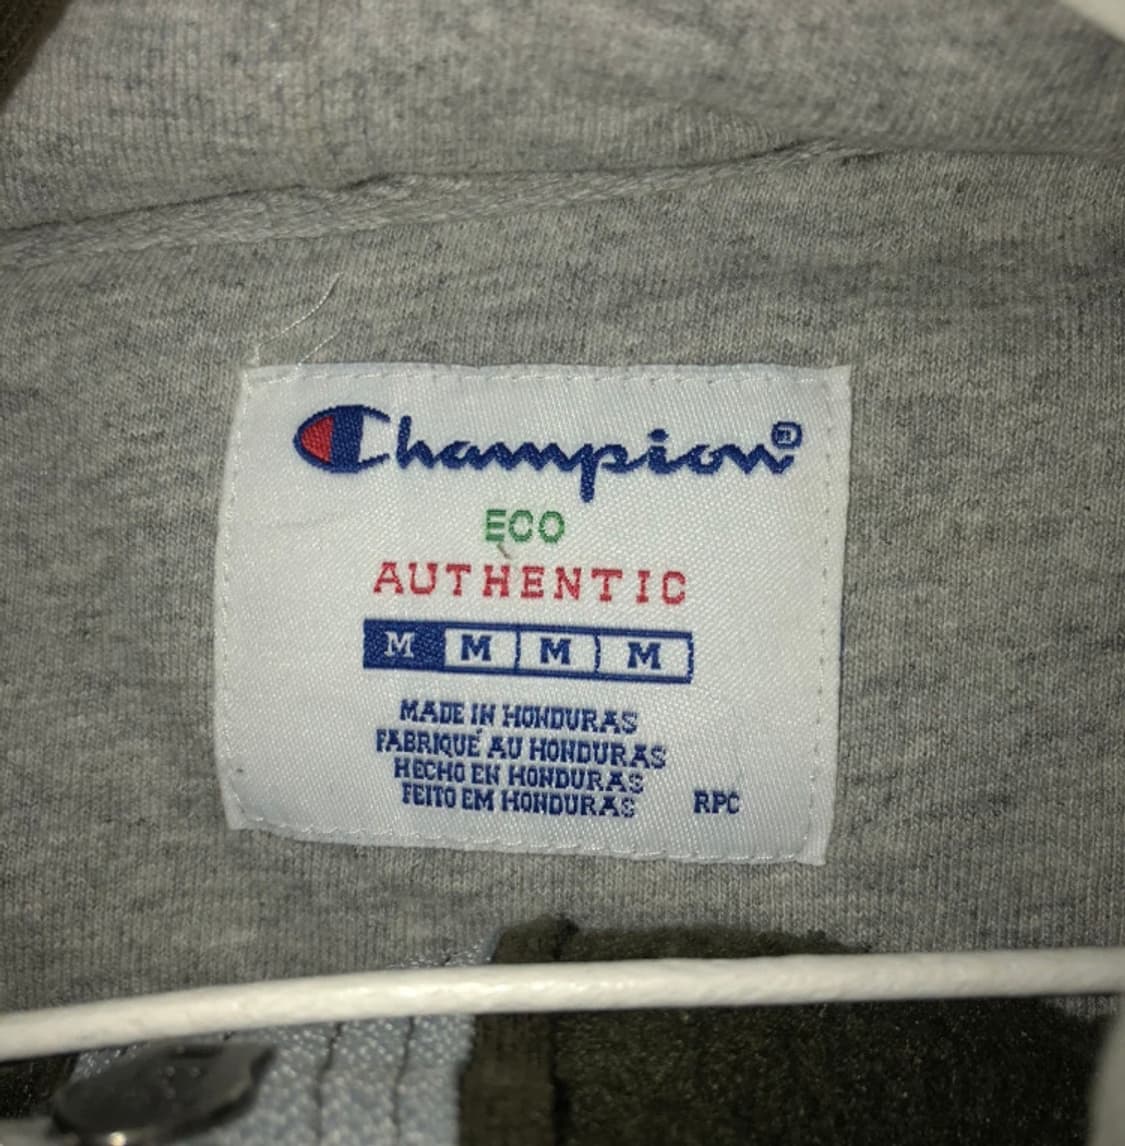 Champion®
ECO
AUTHENTIC
M M M M
MADE IN HONDURAS
FABRIQUÉ AU HONDURAS
HECHO EN HONDURAS
FEITO EM HONDURAS RPC